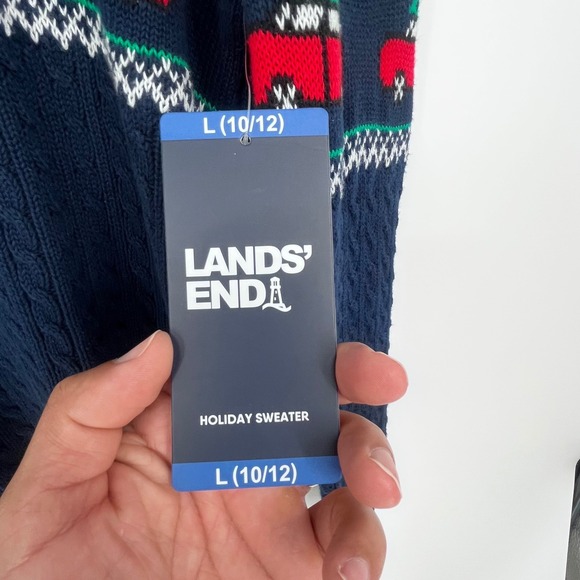 L (10/12)
LANDS'
END
HOLIDAY SWEATER
L (10/12)